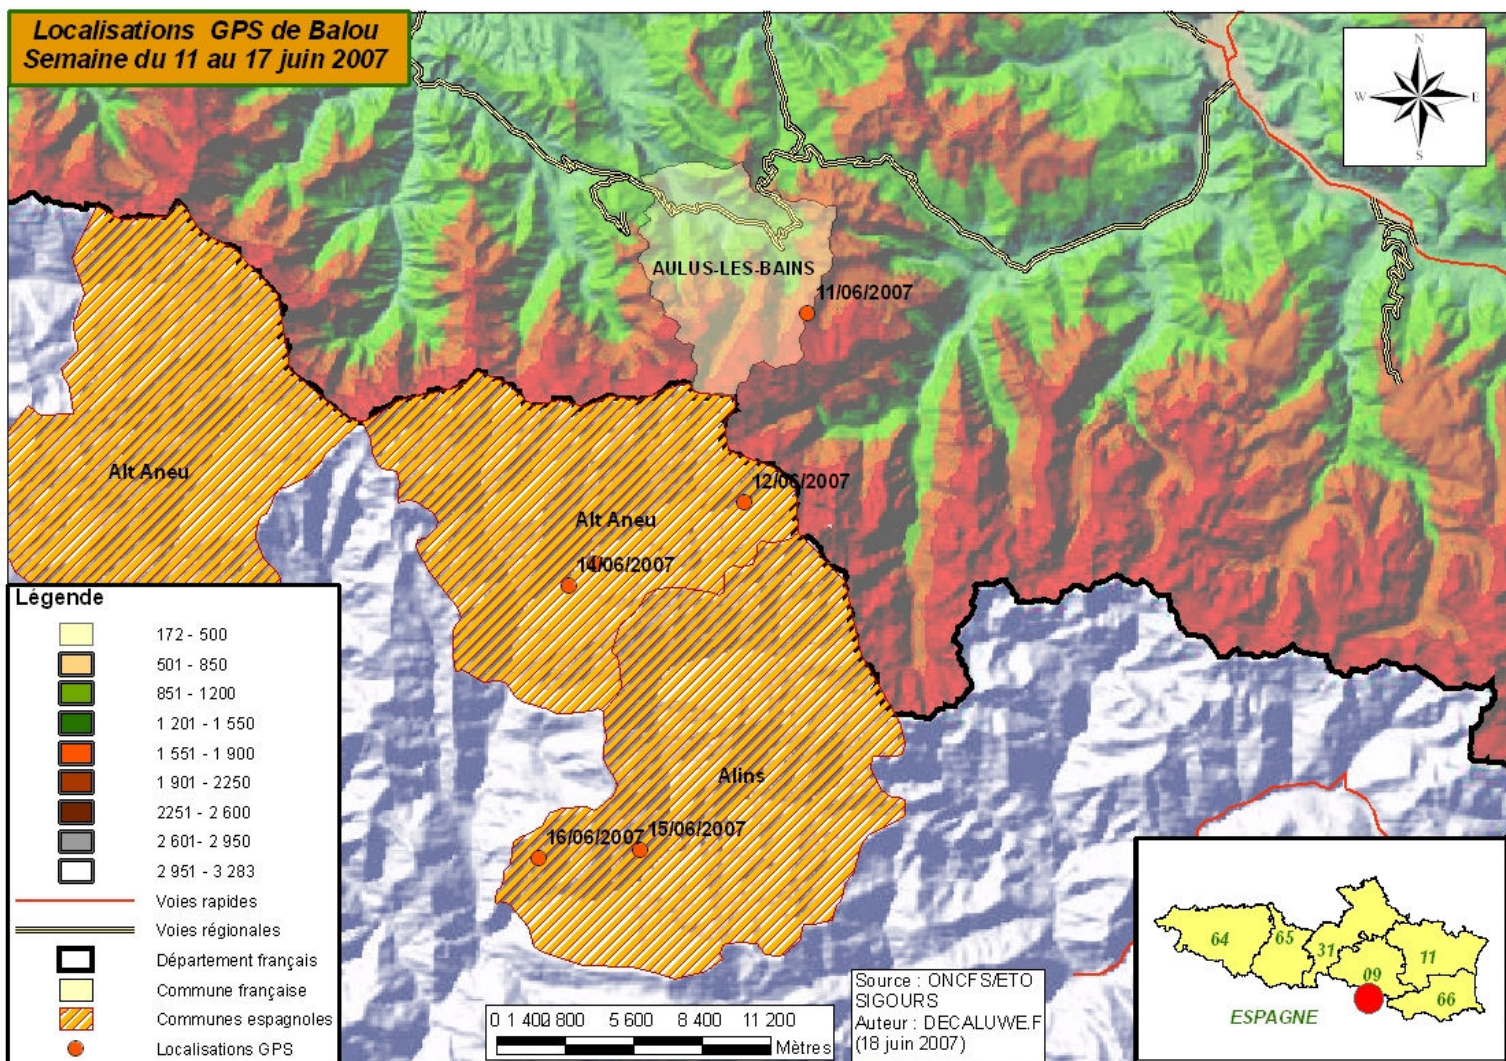 Localisations GPS de Balou
Semaine du 11 au 17 juin 2007
N
W
E
S
AULUS-LES-BAINS
11/06/2007
Alt Aneu
12/06/2007
Alt Aneu
14/06/2007
Alins
16/06/2007
15/06/2007
Légende
172 - 500
501 - 850
851 - 1200
1 201 - 1 550
1 551 - 1 900
1 901 - 2250
2251 - 2 600
2 601- 2 950
2 951 - 3 283
Voies rapides
Voies régionales
Département français
Commune française
Communes espagnoles
Localisations GPS
0 1 400 2 800 5 600 8 400 11 200
Mètres
Source : ONCFS/ETO
SIGOURS
Auteur : DECALUWE.F
(18 juin 2007)
64
65
31
09
11
66
ESPAGNE